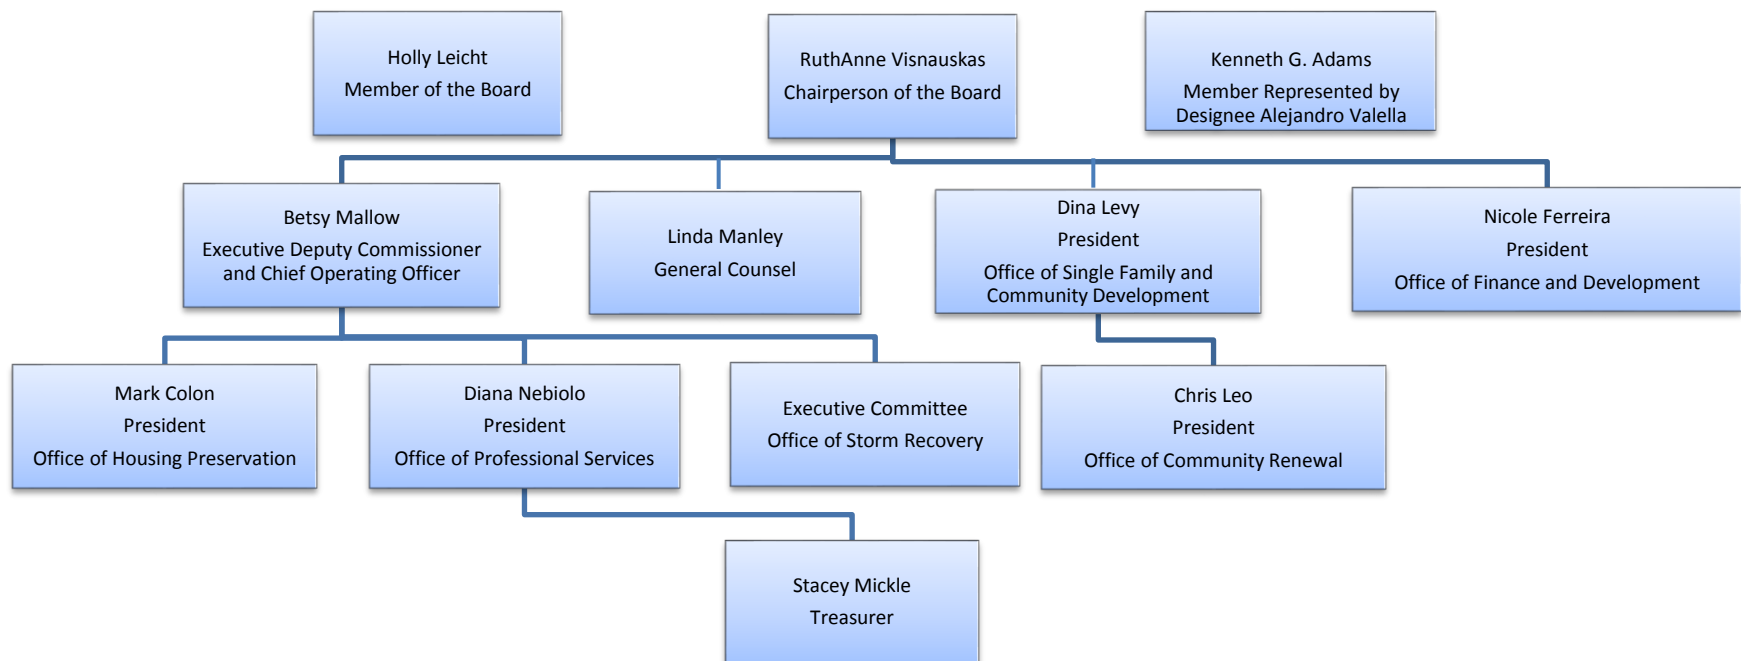 Holly Leicht
Member of the Board
RuthAnne Visnauskas
Chairperson of the Board
Kenneth G. Adams
Member Represented by
Designee Alejandro Valella
Betsy Mallow
Executive Deputy Commissioner
and Chief Operating Officer
Linda Manley
General Counsel
Dina Levy
President
Office of Single Family and
Community Development
Nicole Ferreira
President
Office of Finance and Development
Mark Colon
President
Office of Housing Preservation
Diana Nebiolo
President
Office of Professional Services
Executive Committee
Office of Storm Recovery
Chris Leo
President
Office of Community Renewal
Stacey Mickle
Treasurer